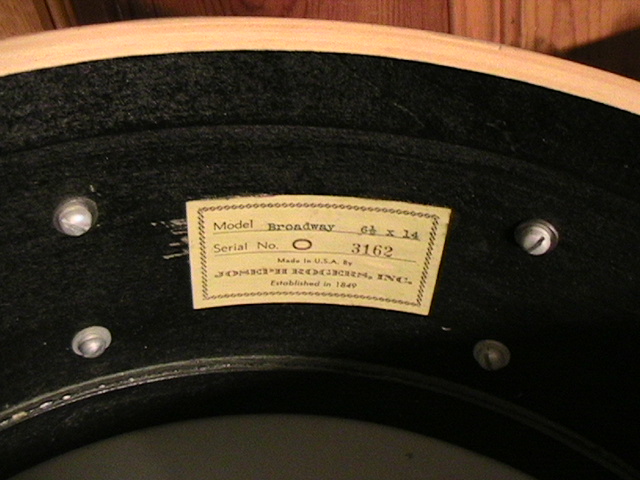 Model Broadway 6½ x 14
Serial No. O 3162
Made In U.S.A. By
JOSEPH ROGERS, INC.
Established in 1849